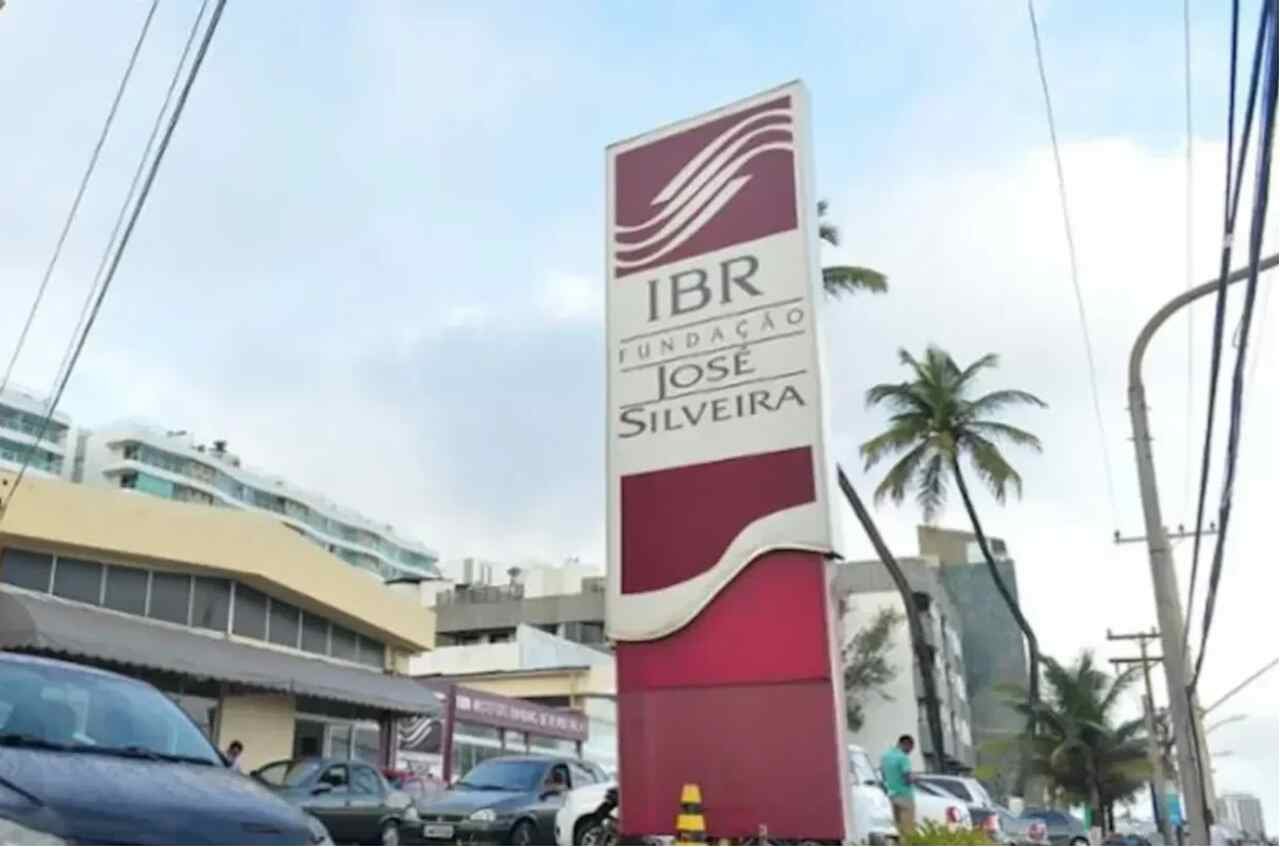 IBR
FUNDAÇÃO
JOSÉ
SILVEIRA